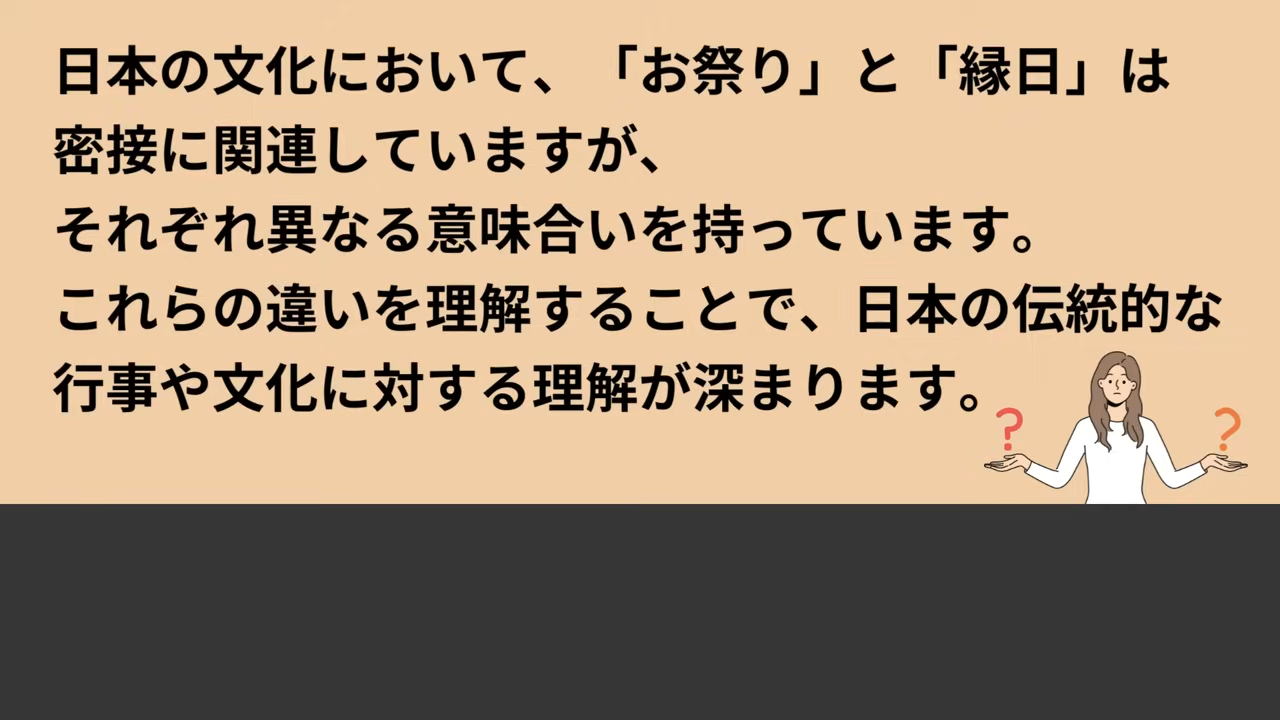 日本の文化において、「お祭り」と「縁日」は
密接に関連していますが、
それぞれ異なる意味合いを持っています。
これらの違いを理解することで、日本の伝統的な
行事や文化に対する理解が深まります。
? ?